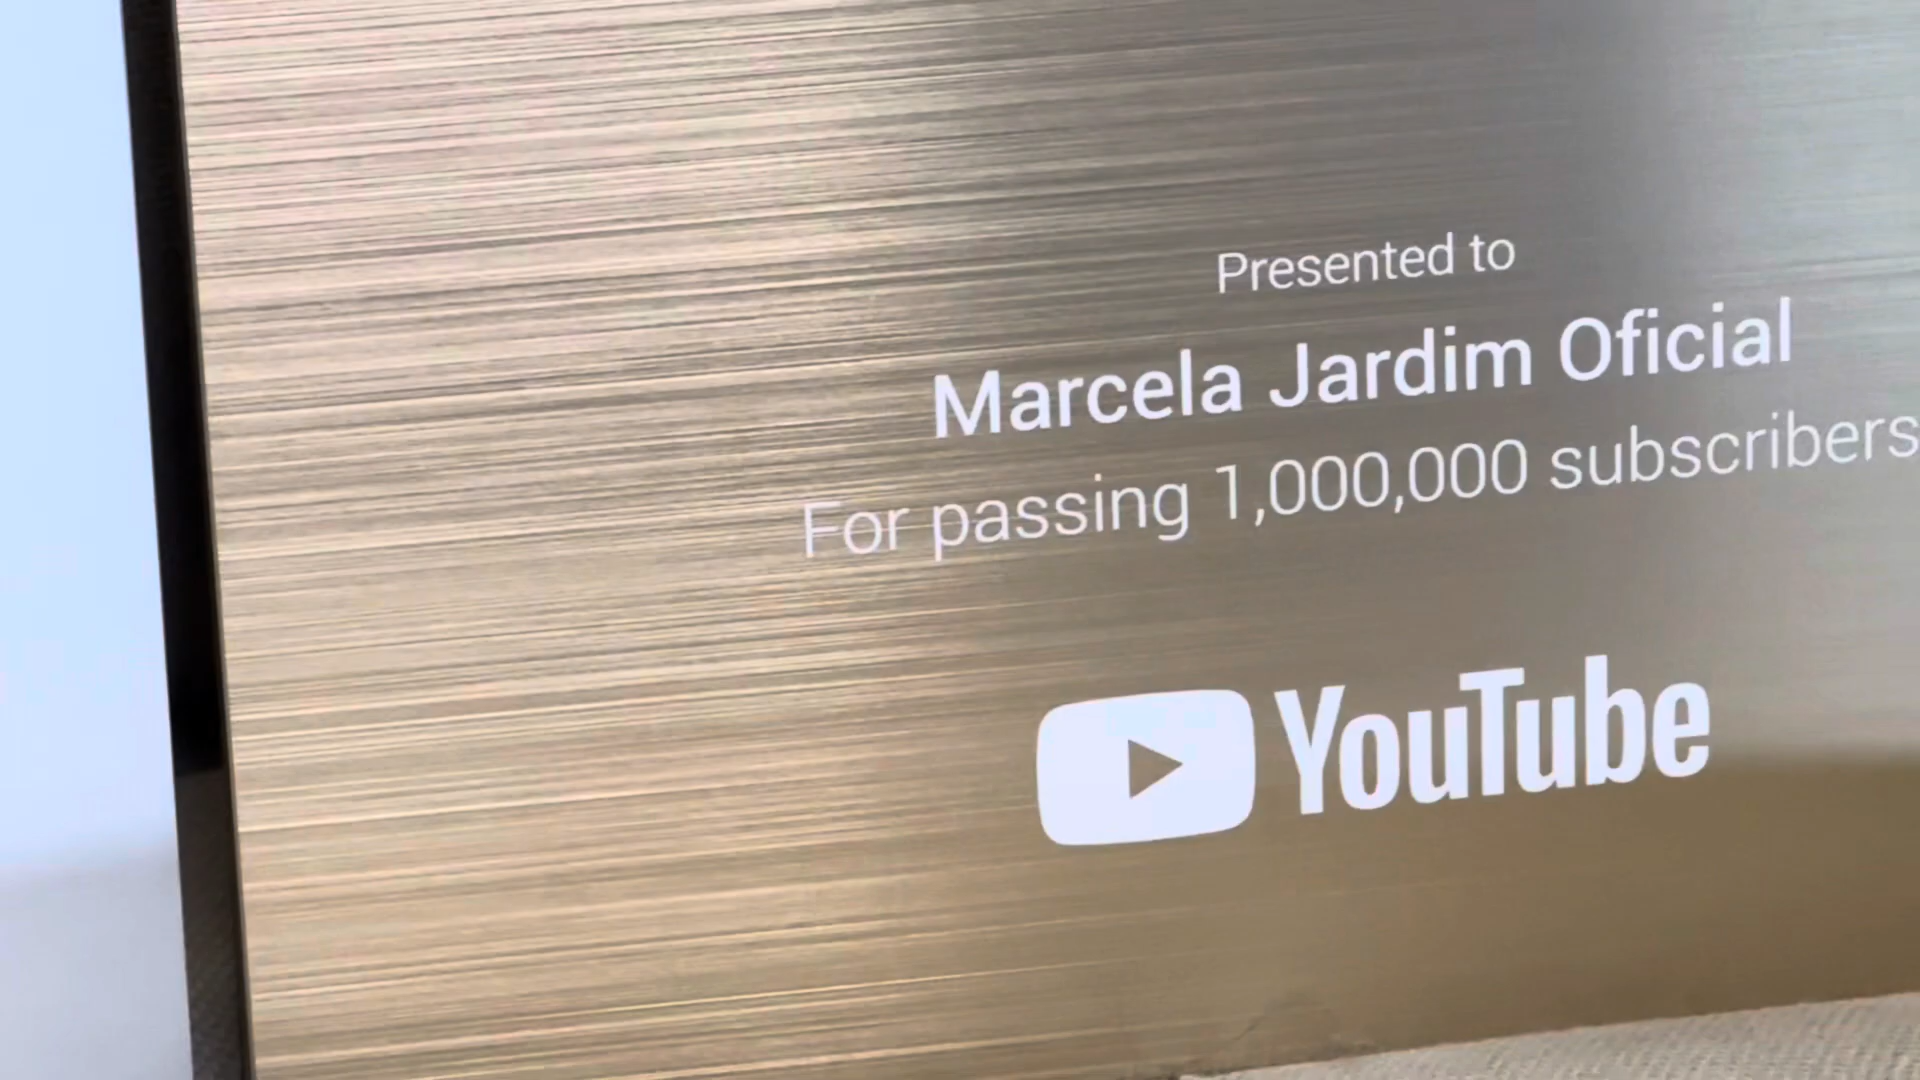 Presented to
Marcela Jardim Oficial
For passing 1,000,000 subscribers
YouTube